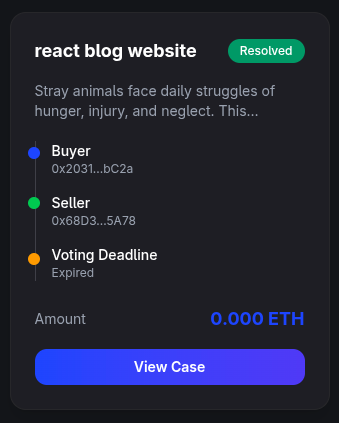 react blog website
Resolved
Stray animals face daily struggles of
hunger, injury, and neglect. This...
Buyer
0x2031...bC2a
Seller
0x68D3...5A78
Voting Deadline
Expired
Amount
0.000 ETH
View Case